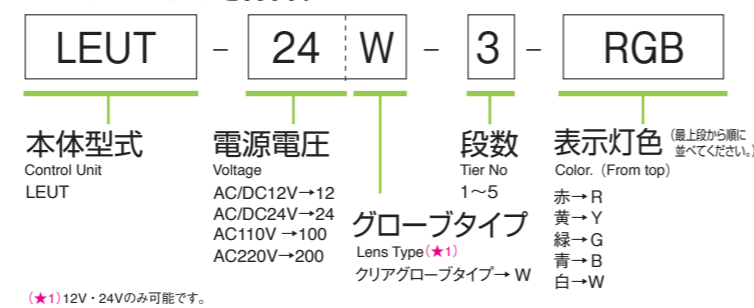 LEUT – 24 W – 3 – RGB
本体型式
Control Unit
LEUT
電源電圧
Voltage
AC/DC12V→12
AC/DC24V→24
AC110V →100
AC220V→200
グローブタイプ
Lens Type(★1)
クリアグローブタイプ→ W
段数
Tier No
1～5
表示灯色 (最上段から順に
並べてください。)
Color. (From top)
赤→R
黄→Y
緑→G
青→B
白→W
(★1)12V・24Vのみ可能です。